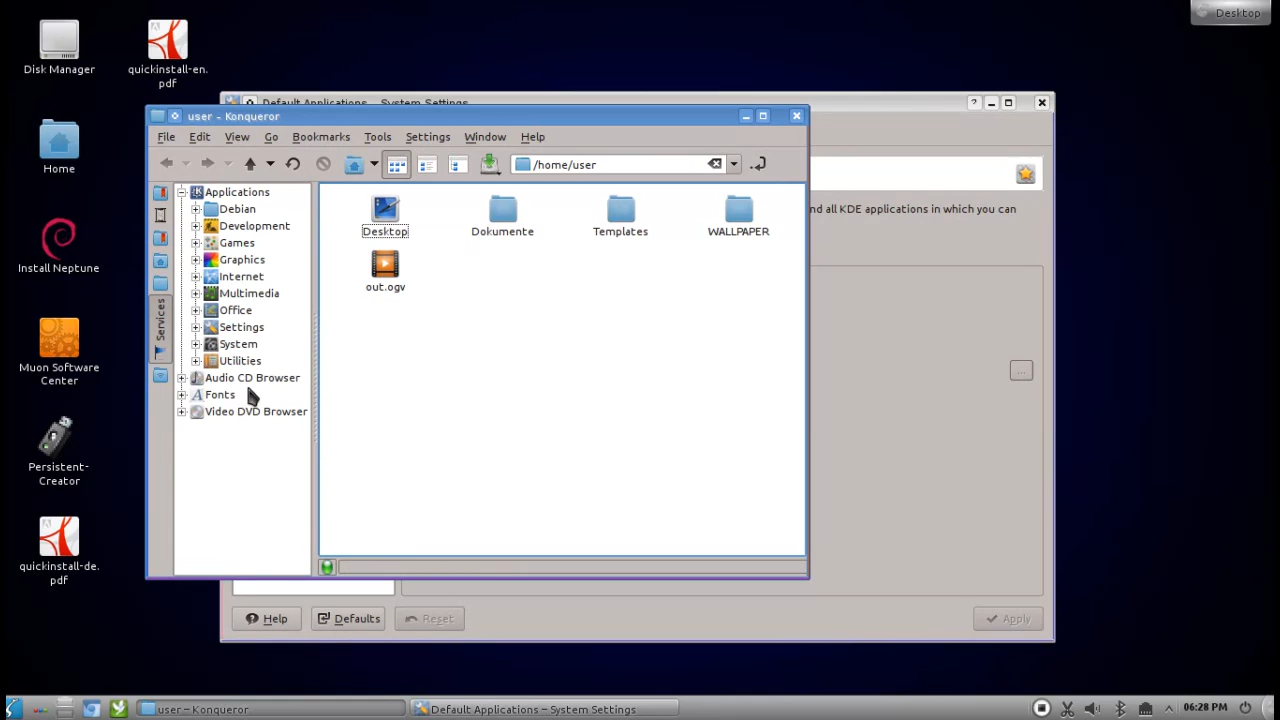 Desktop
Disk Manager
quickinstall-en.
pdf
Home
Install Neptune
Muon Software
Center
Persistent-
Creator
quickinstall-de.
pdf
Default Applications – System Settings
?
user – Konqueror
File Edit View Go Bookmarks Tools Settings Window Help
/home/user
Services
Applications
Debian
Development
Games
Graphics
Internet
Multimedia
Office
Settings
System
Utilities
Audio CD Browser
Fonts
Video DVD Browser
Desktop
Dokumente
Templates
WALLPAPER
out.ogv
nd all KDE applications in which you can
...
Help
Defaults
Reset
Apply
user – Konqueror
Default Applications – System Settings
06:28 PM